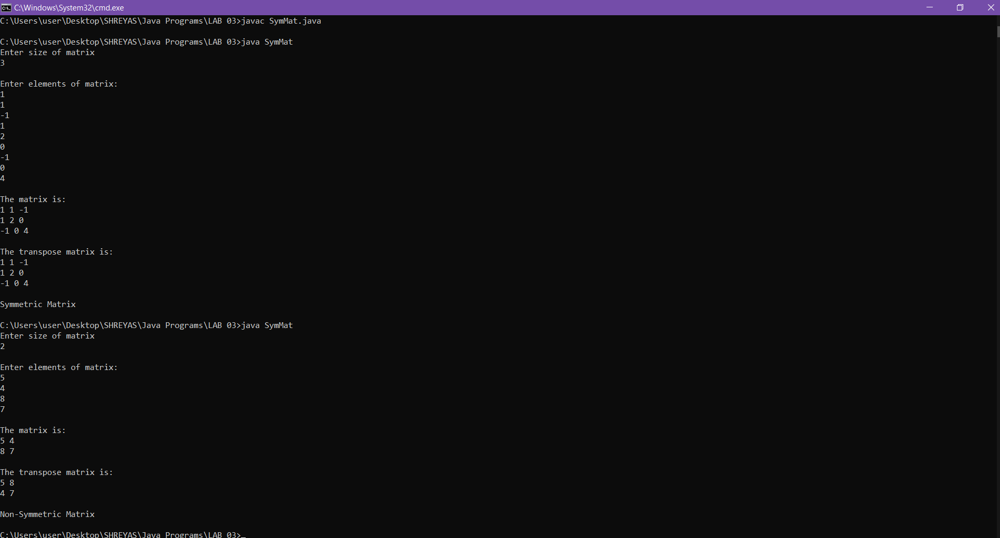 C:\Windows\System32\cmd.exe
C:\Users\user\Desktop\SHREYAS\Java Programs\LAB 03>javac SymMat.java
C:\Users\user\Desktop\SHREYAS\Java Programs\LAB 03>java SymMat
Enter size of matrix
3
Enter elements of matrix:
1
1
-1
1
2
0
-1
0
4
The matrix is:
1 1 -1
1 2 0
-1 0 4
The transpose matrix is:
1 1 -1
1 2 0
-1 0 4
Symmetric Matrix
C:\Users\user\Desktop\SHREYAS\Java Programs\LAB 03>java SymMat
Enter size of matrix
2
Enter elements of matrix:
5
4
8
7
The matrix is:
5 4
8 7
The transpose matrix is:
5 8
4 7
Non-Symmetric Matrix
C:\Users\user\Desktop\SHREYAS\Java Programs\LAB 03>_